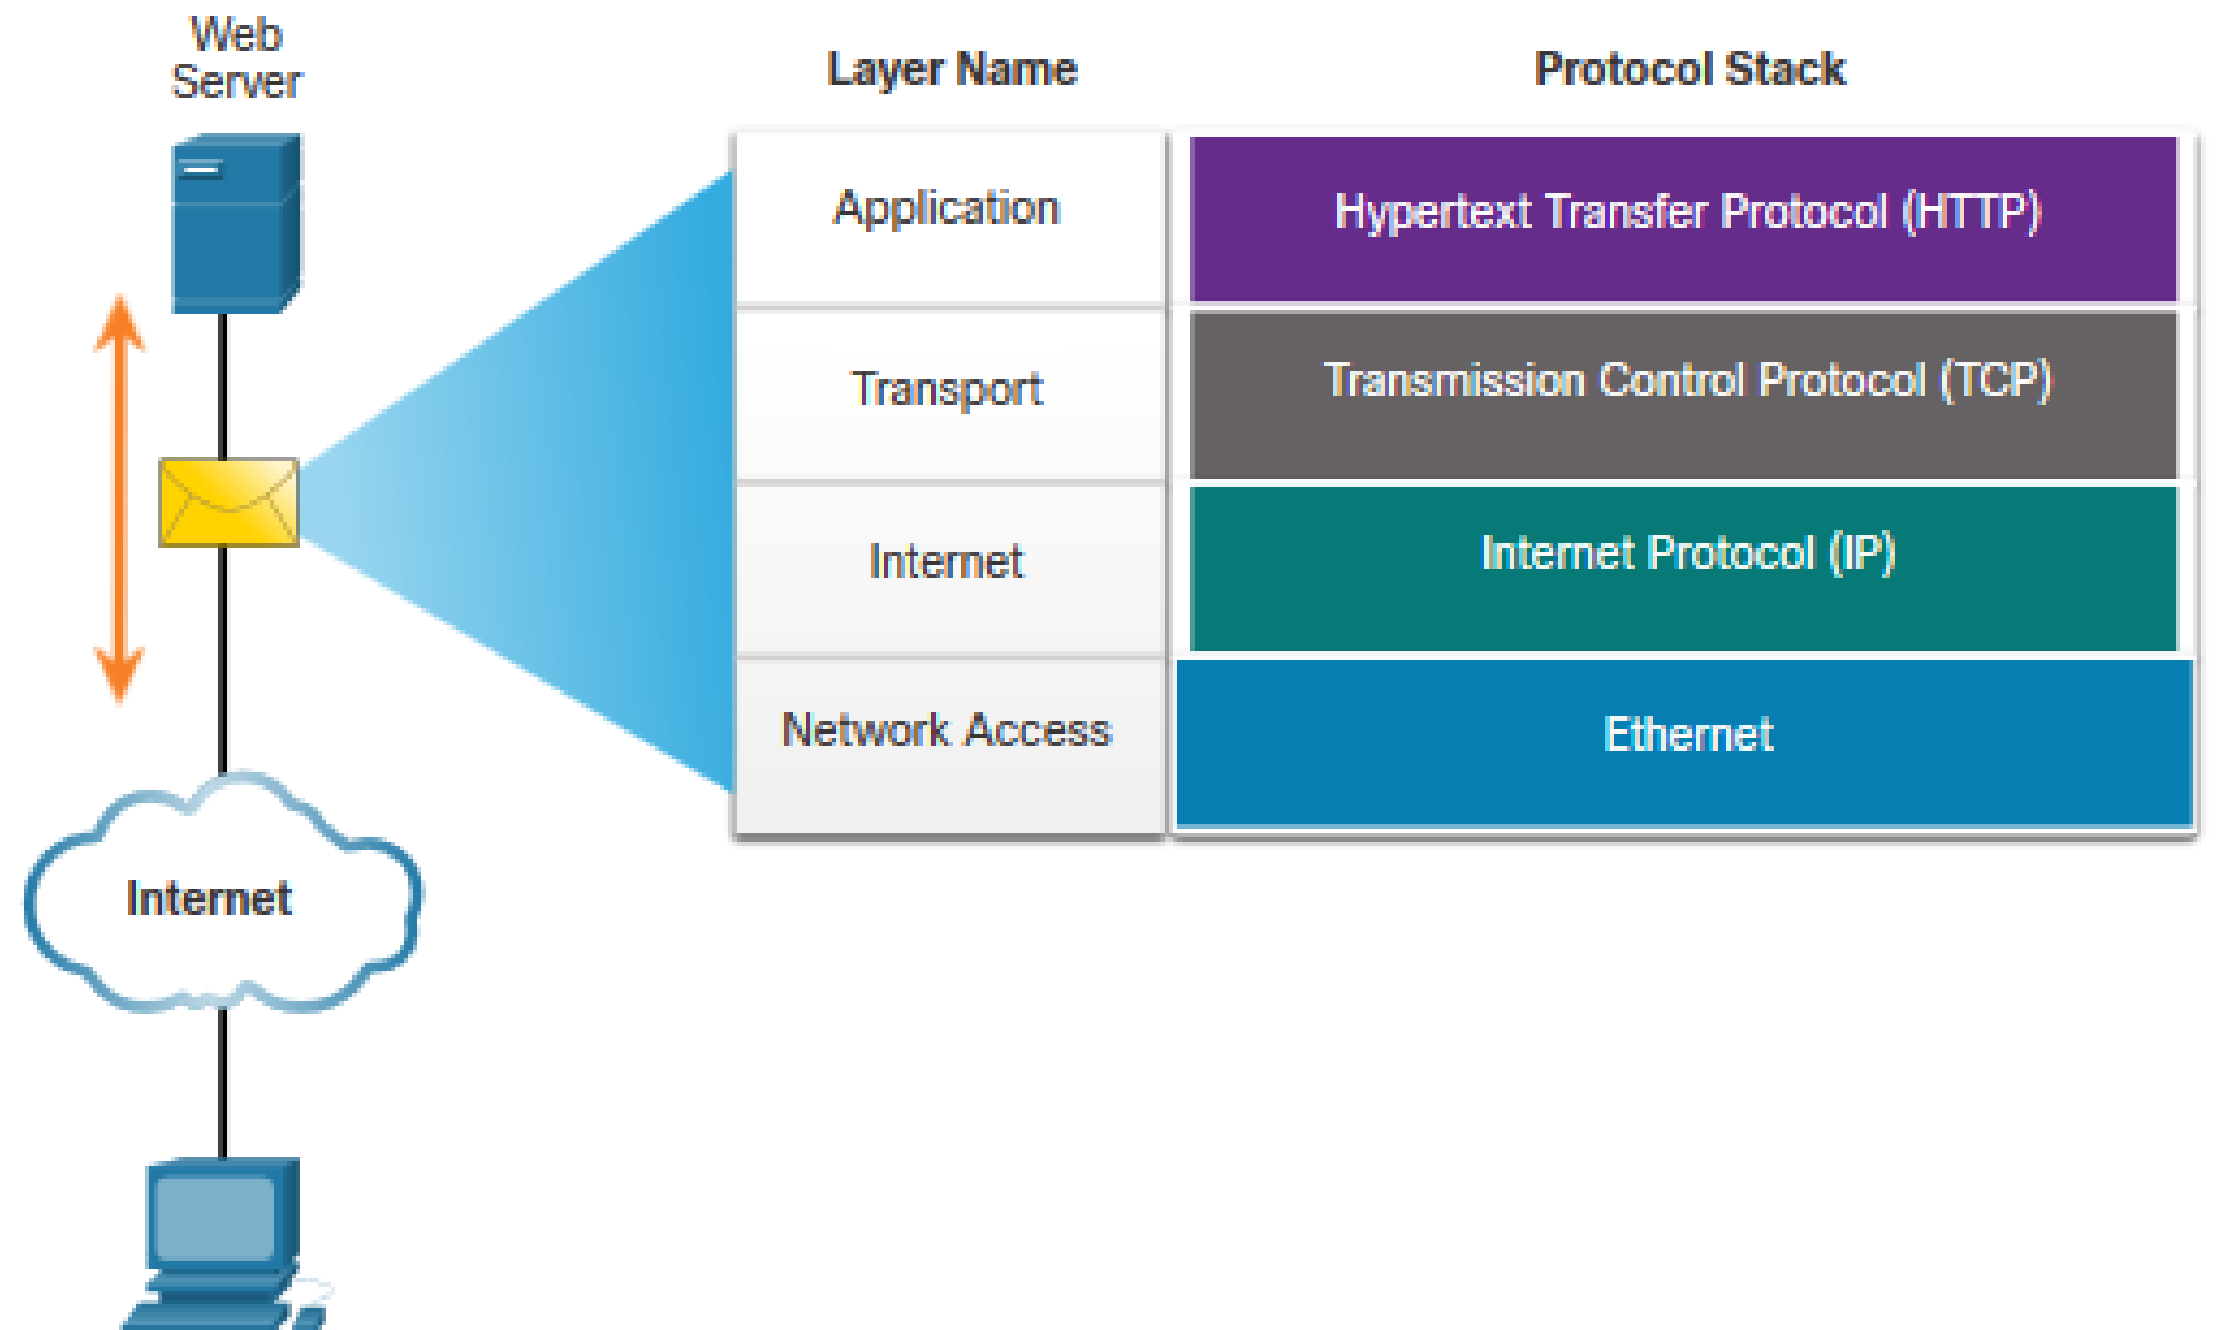 Web
Server
Layer Name
Protocol Stack
Application
Hypertext Transfer Protocol (HTTP)
Transport
Transmission Control Protocol (TCP)
Internet
Internet Protocol (IP)
Network Access
Ethernet
Internet